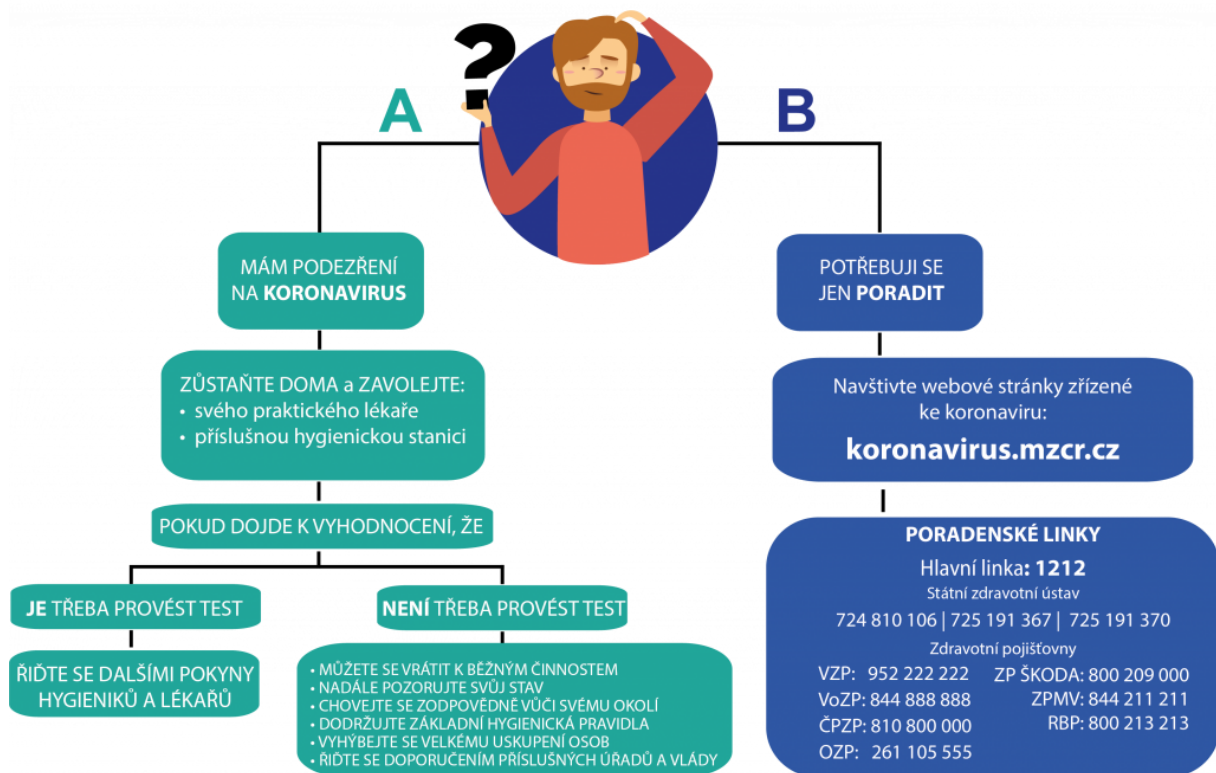 ?
A
B
MÁM PODEZŘENÍ
NA KORONAVIRUS
ZŮSTAŇTE DOMA a ZAVOLEJTE:
• svého praktického lékaře
• příslušnou hygienickou stanici
POKUD DOJDE K VYHODNOCENÍ, ŽE
JE TŘEBA PROVÉST TEST
ŘIĎTE SE DALŠÍMI POKYNY
HYGIENIKŮ A LÉKAŘŮ
NENÍ TŘEBA PROVÉST TEST
• MŮŽETE SE VRÁTIT K BĚŽNÝM ČINNOSTEM
• NADÁLE POZORUJTE SVŮJ STAV
• CHOVEJTE SE ZODPOVĚDNĚ VŮČI SVÉMU OKOLÍ
• DODRŽUJTE ZÁKLADNÍ HYGIENICKÁ PRAVIDLA
• VYHÝBEJTE SE VELKÉMU USKUPENÍ OSOB
• ŘIĎTE SE DOPORUČENÍM PŘÍSLUŠNÝCH ÚŘADŮ A VLÁDY
POTŘEBUJI SE
JEN PORADIT
Navštivte webové stránky zřízené
ke koronaviru:
koronavirus.mzcr.cz
PORADENSKÉ LINKY
Hlavní linka: 1212
Státní zdravotní ústav
724 810 106 | 725 191 367 | 725 191 370
Zdravotní pojišťovny
VZP: 952 222 222 ZP ŠKODA: 800 209 000
VoZP: 844 888 888 ZPMV: 844 211 211
ČPZP: 810 800 000 RBP: 800 213 213
OZP: 261 105 555